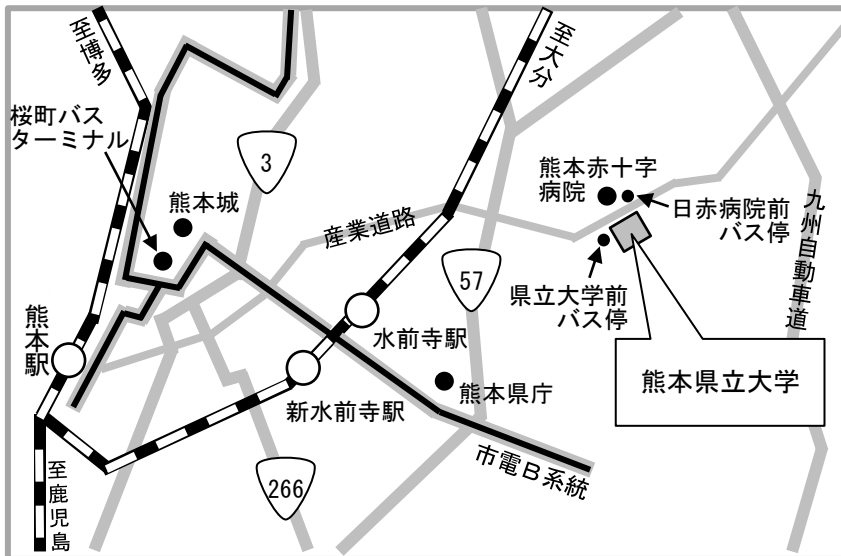 至博多
至大分
桜町バス
ターミナル
3
熊本城
産業道路
熊本赤十字
病院
日赤病院前
バス停
九州自動車道
57
県立大学前
バス停
熊本駅
水前寺駅
熊本県立大学
新水前寺駅
熊本県庁
市電B系統
266
至鹿児島